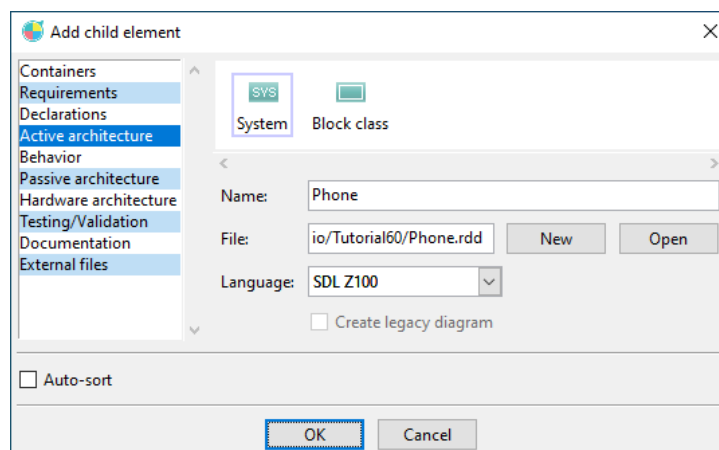 Add child element
Containers
Requirements
Declarations
Active architecture
Behavior
Passive architecture
Hardware architecture
Testing/Validation
Documentation
External files
SYS
System
Block class
Name:
Phone
File:
io/Tutorial60/Phone.rdd
New
Open
Language:
SDL Z100
Create legacy diagram
Auto-sort
OK
Cancel